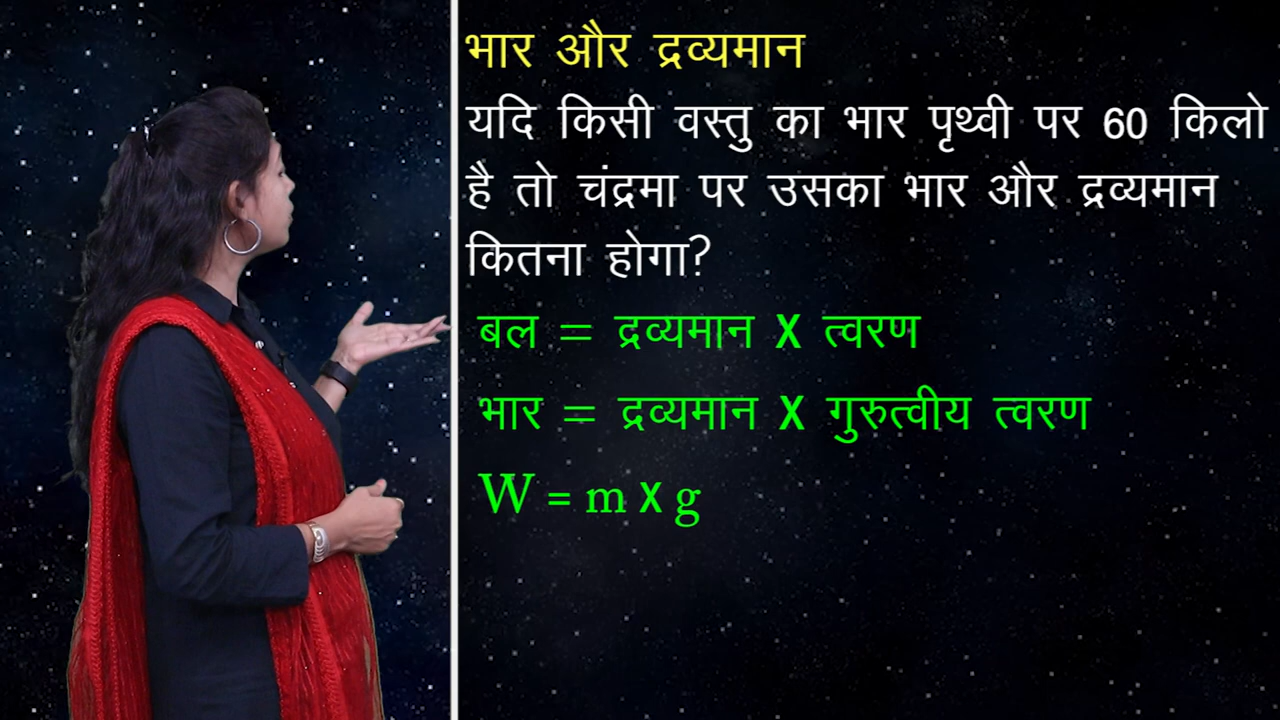 भार और द्रव्यमान
यदि किसी वस्तु का भार पृथ्वी पर 60 किलो
है तो चंद्रमा पर उसका भार और द्रव्यमान
कितना होगा?
बल = द्रव्यमान X त्वरण
भार = द्रव्यमान X गुरुत्वीय त्वरण
W = m X g